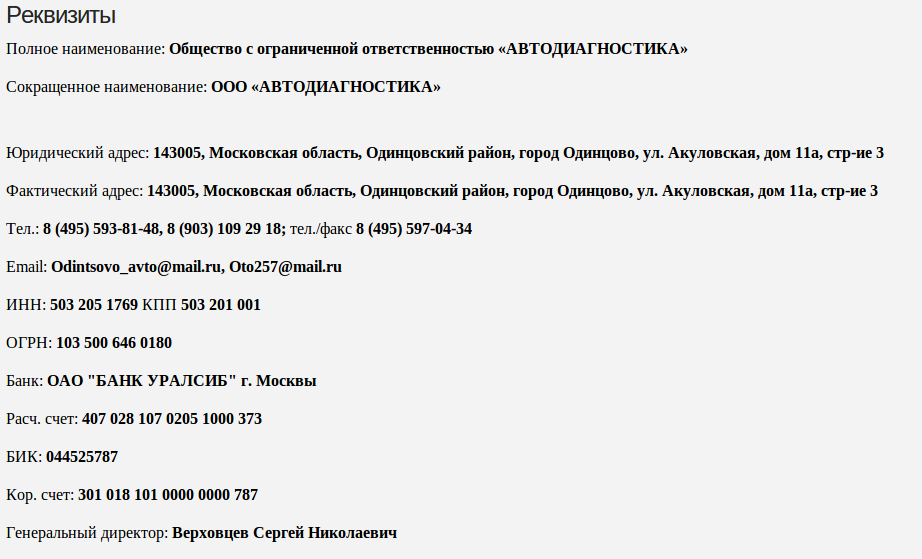 Реквизиты
Полное наименование: Общество с ограниченной ответственностью «АВТОДИАГНОСТИКА»
Сокращенное наименование: ООО «АВТОДИАГНОСТИКА»
Юридический адрес: 143005, Московская область, Одинцовский район, город Одинцово, ул. Акуловская, дом 11а, стр-ие 3
Фактический адрес: 143005, Московская область, Одинцовский район, город Одинцово, ул. Акуловская, дом 11а, стр-ие 3
Тел.: 8 (495) 593-81-48, 8 (903) 109 29 18; тел./факс 8 (495) 597-04-34
Email: Odintsovo_avto@mail.ru, Oto257@mail.ru
ИНН: 503 205 1769 КПП 503 201 001
ОГРН: 103 500 646 0180
Банк: ОАО "БАНК УРАЛСИБ" г. Москвы
Расч. счет: 407 028 107 0205 1000 373
БИК: 044525787
Кор. счет: 301 018 101 0000 0000 787
Генеральный директор: Верховцев Сергей Николаевич